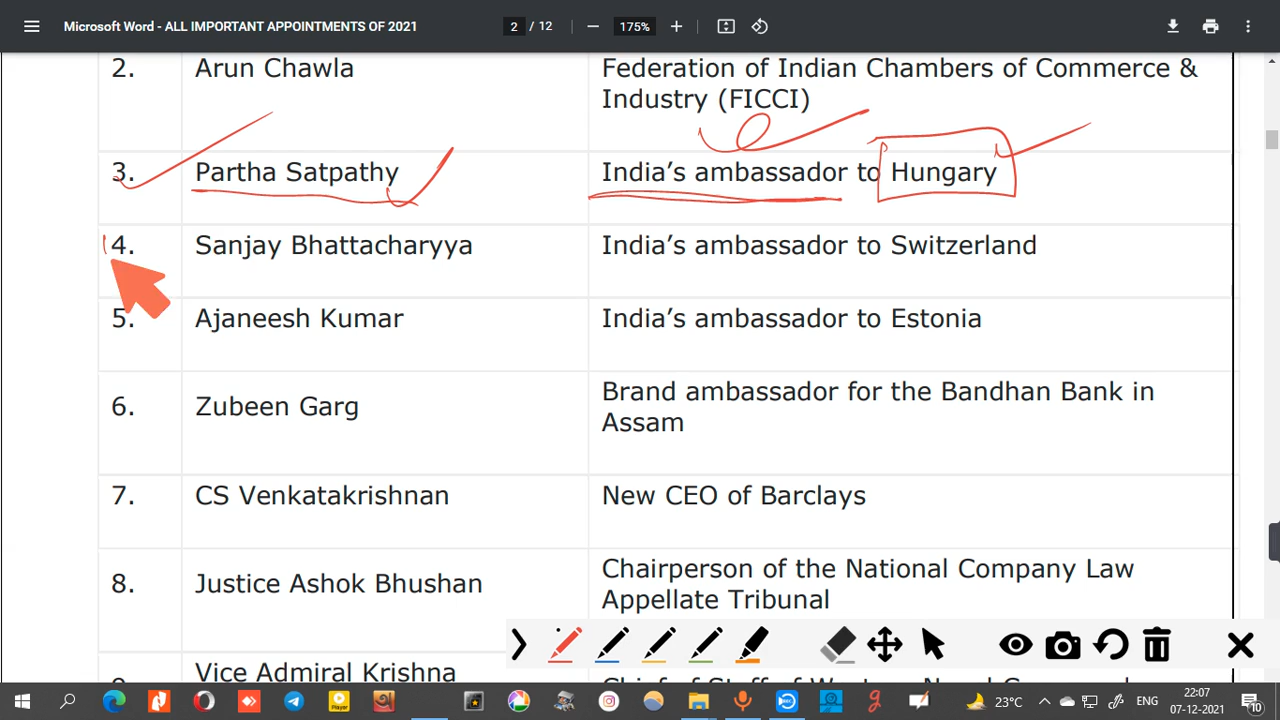 Microsoft Word - ALL IMPORTANT APPOINTMENTS OF 2021
2 / 12
175%
2. Arun Chawla Federation of Indian Chambers of Commerce &
Industry (FICCI)
3. Partha Satpathy India's ambassador to Hungary
4. Sanjay Bhattacharyya India's ambassador to Switzerland
5. Ajaneesh Kumar India's ambassador to Estonia
6. Zubeen Garg Brand ambassador for the Bandhan Bank in
Assam
7. CS Venkatakrishnan New CEO of Barclays
8. Justice Ashok Bhushan Chairperson of the National Company Law
Appellate Tribunal
Vice Admiral Krishna
23°C ENG 22:07
07-12-2021